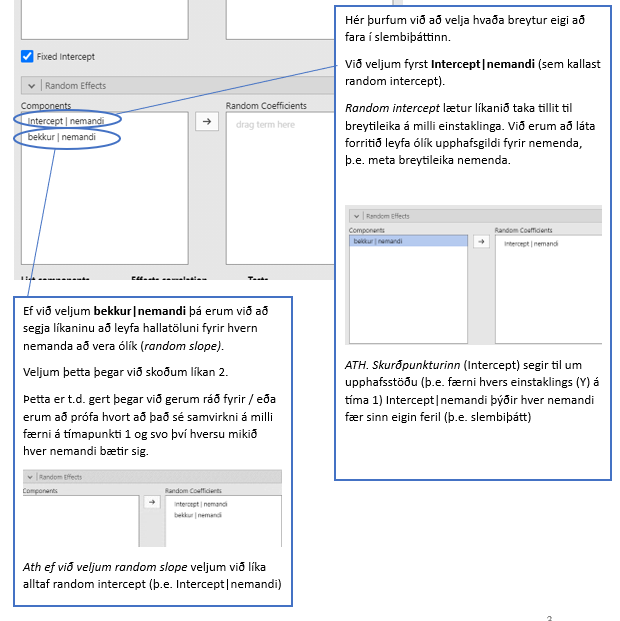 Fixed Intercept
Random Effects
Components
Random Coefficients
Intercept | nemandi
bekkur | nemandi
drag term here
List components
Effects correlation
Tests
Hér þurfum við að velja hvaða breytur eigi að
fara í slembiþáttinn.
Við veljum fyrst Intercept|nemandi (sem kallast
random intercept).
Random intercept lætur líkanið taka tillit til
breytileika á milli einstaklinga. Við erum að láta
forritið leyfa ólík upphafsgildi fyrir nemenda,
þ.e. meta breytileika nemenda.
Random Effects
Components
Random Coefficients
bekkur | nemandi
Intercept | nemandi
ATH. Skurðpunkturinn (Intercept) segir til um
upphafsstöðu (þ.e. færni hvers einstaklings (Y) á
tíma 1) Intercept|nemandi þýðir hver nemandi
fær sinn eigin feril (þ.e. slembiþátt)
Ef við veljum bekkur|nemandi þá erum við að
segja líkaninu að leyfa hallatölunni fyrir hvern
nemanda að vera ólík (random slope).
Veljum þetta þegar við skoðum líkan 2.
Þetta er t.d. gert þegar við gerum ráð fyrir / eða
erum að prófa hvort að það sé samvirkni á milli
færni á tímapunkti 1 og svo því hversu mikið
hver nemandi bætir sig.
Random Effects
Components
Random Coefficients
Intercept | nemandi
bekkur | nemandi
Ath ef við veljum random slope veljum við líka
alltaf random intercept (þ.e. Intercept|nemandi)
3